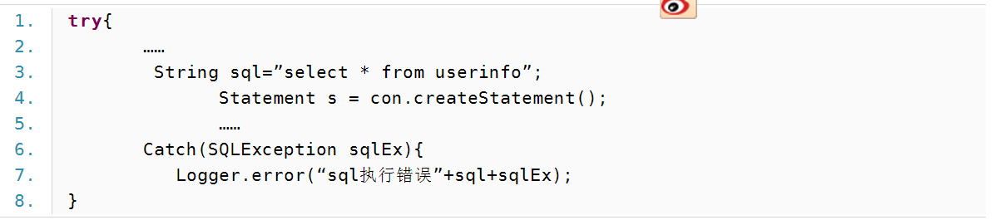 1. try{
2. ……
3. String sql=”select * from userinfo”;
4. Statement s = con.createStatement();
5. ……
6. Catch(SQLException sqlEx){
7. Logger.error(“sql执行错误”+sql+sqlEx);
8. }